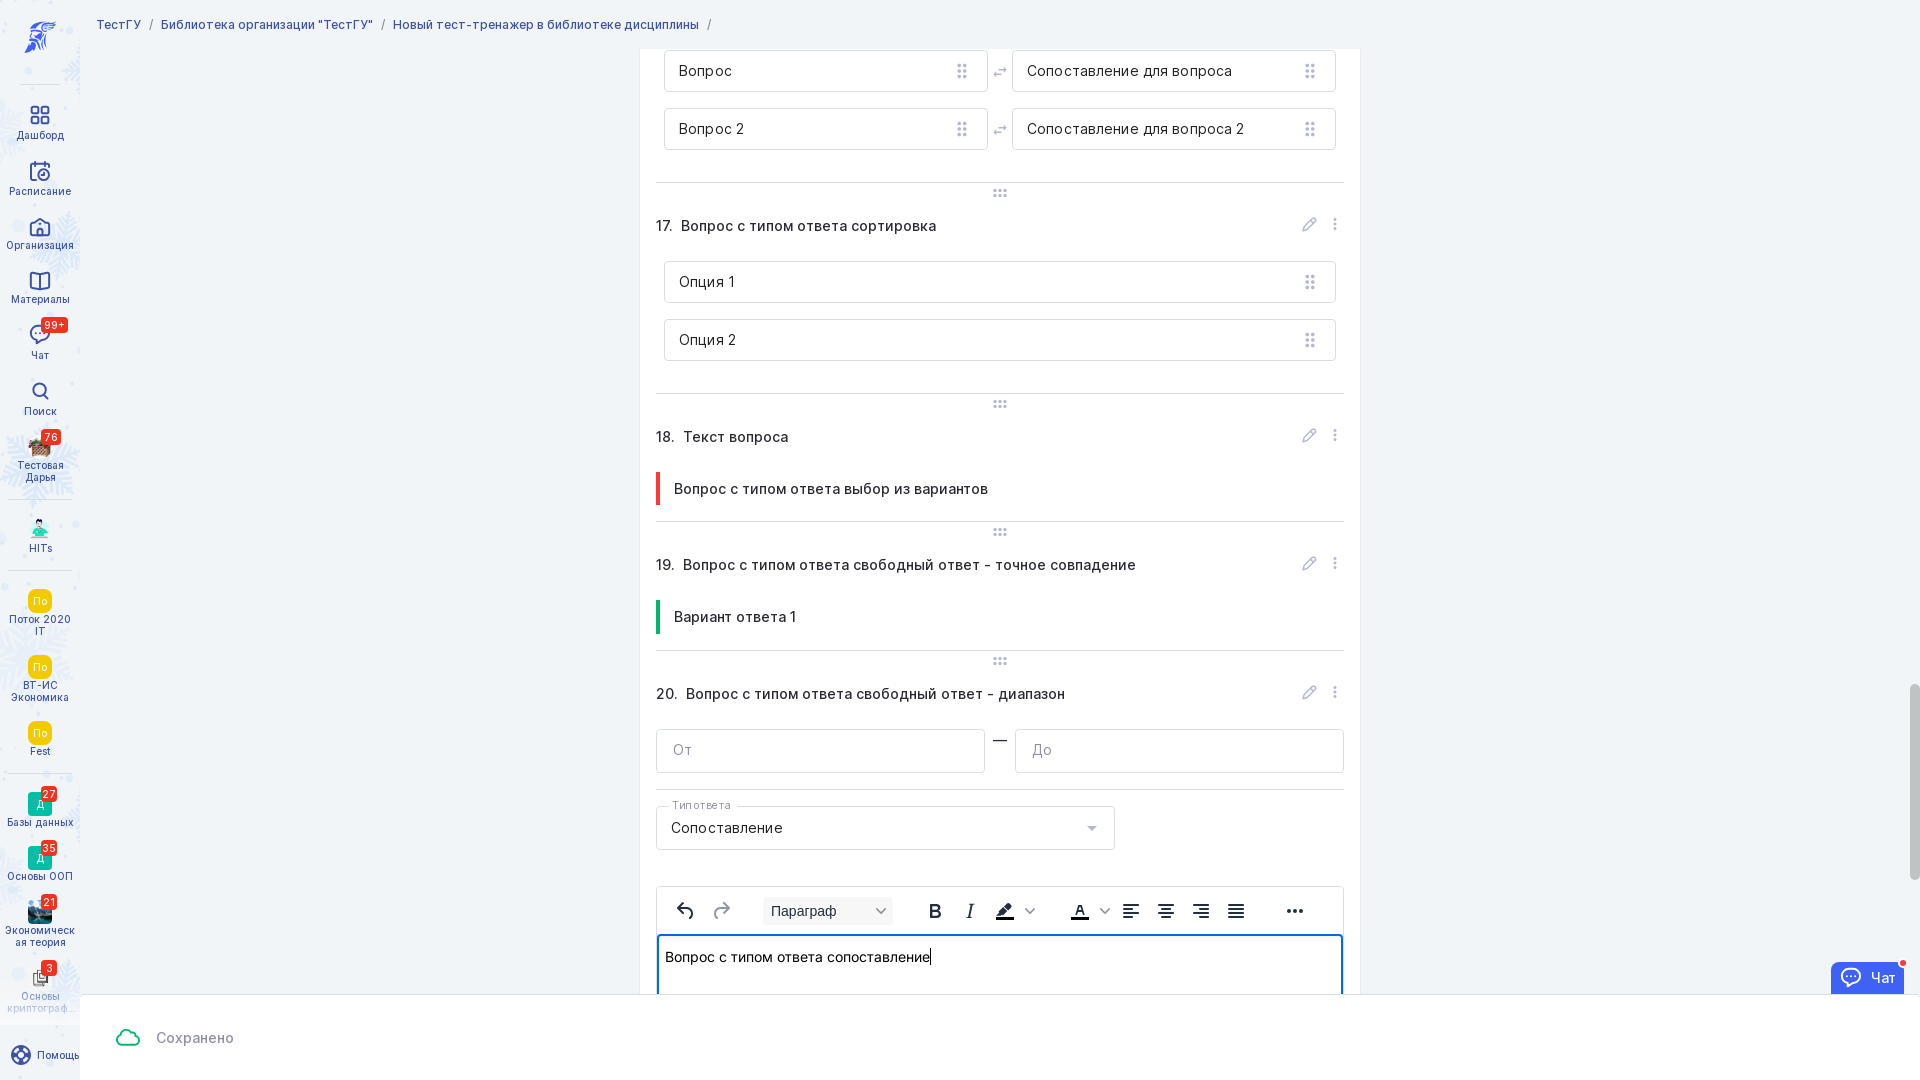 ТестГУ / Библиотека организации "ТестГУ" / Новый тест-тренажер в библиотеке дисциплины /
Дашборд
Расписание
Организация
Материалы
99+
Чат
Поиск
76
Тестовая
Дарья
HITs
По
Поток 2020
IT
По
ВТ-ИС
Экономика
По
Fest
27
Д
Базы данных
35
Д
Основы ООП
21
Экономическ
ая теория
3
Основы
криптограф...
Помощь
Вопрос
Сопоставление для вопроса
Вопрос 2
Сопоставление для вопроса 2
17. Вопрос с типом ответа сортировка
Опция 1
Опция 2
18. Текст вопроса
Вопрос с типом ответа выбор из вариантов
19. Вопрос с типом ответа свободный ответ - точное совпадение
Вариант ответа 1
20. Вопрос с типом ответа свободный ответ - диапазон
От — До
Тип ответа
Сопоставление
Параграф
Вопрос с типом ответа сопоставление
Чат
Сохранено